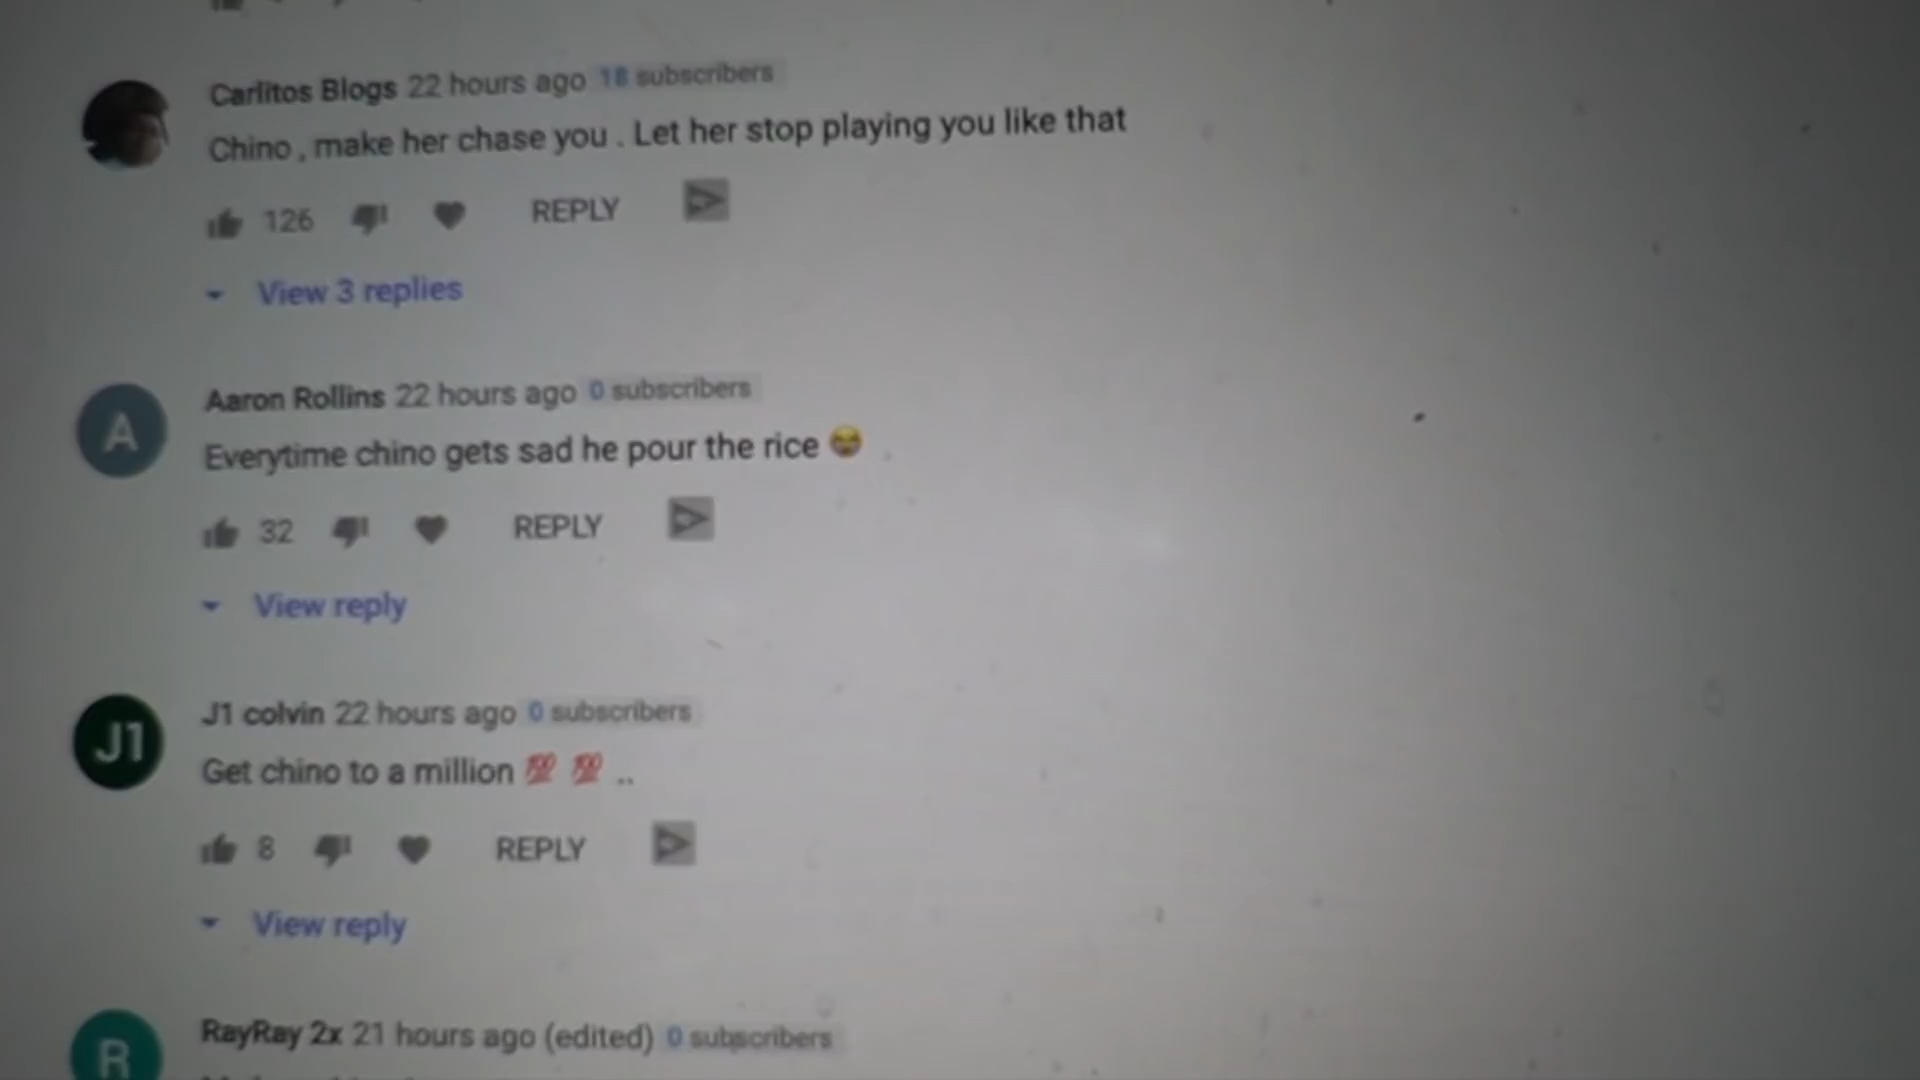 Carlitos Blogs 22 hours ago 18 subscribers
Chino , make her chase you . Let her stop playing you like that
126 REPLY
View 3 replies
A
Aaron Rollins 22 hours ago 0 subscribers
Everytime chino gets sad he pour the rice 😂
32 REPLY
View reply
J1
J1 colvin 22 hours ago 0 subscribers
Get chino to a million 💯 💯 ..
8 REPLY
View reply
R
RayRay 2x 21 hours ago (edited) 0 subscribers